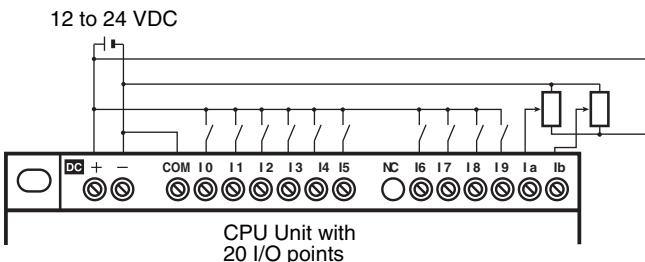 12 to 24 VDC
DC + − COM I0 I1 I2 I3 I4 I5 NC I6 I7 I8 I9 Ia Ib
CPU Unit with
20 I/O points